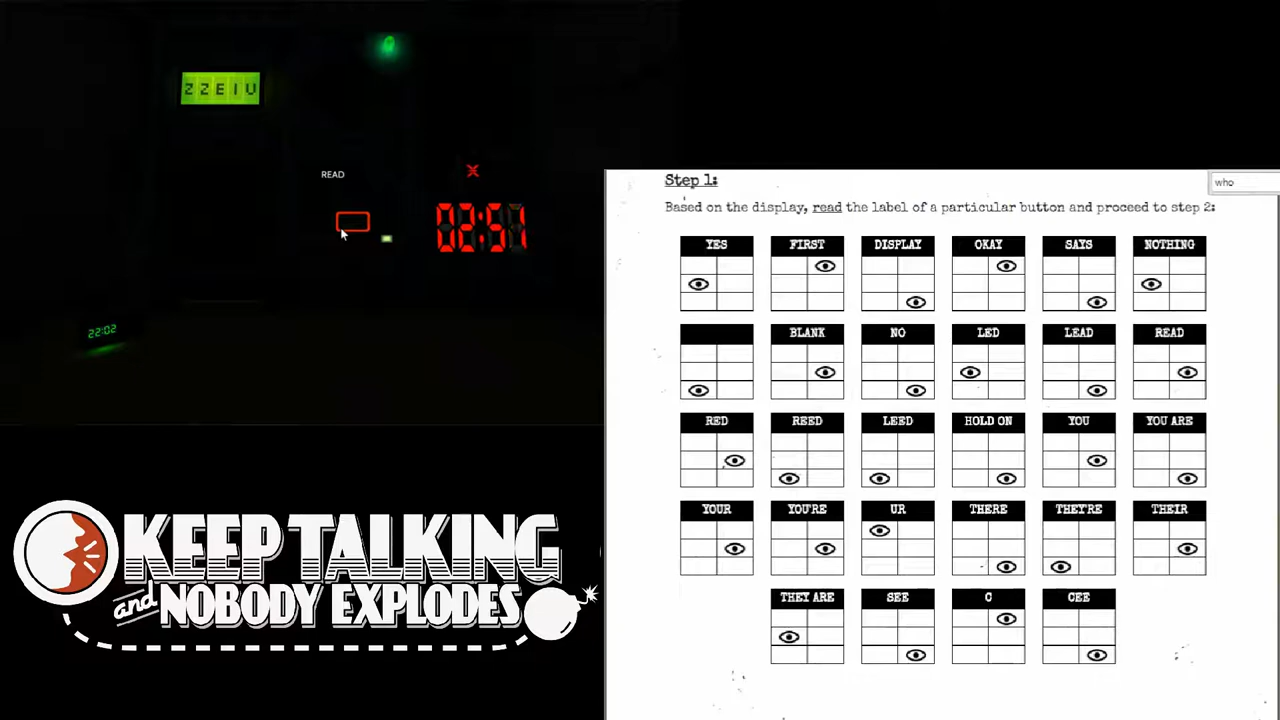 ZZEIU
READ
X
02:51
22:02
KEEP TALKING
and NOBODY EXPLODES
who
Step 1:
Based on the display, read the label of a particular button and proceed to step 2:
YES FIRST DISPLAY OKAY SAYS NOTHING
BLANK NO LED LEAD READ
RED REED LEED HOLD ON YOU YOU ARE
YOUR YOU'RE UR THERE THEY'RE THEIR
THEY ARE SEE C CEE